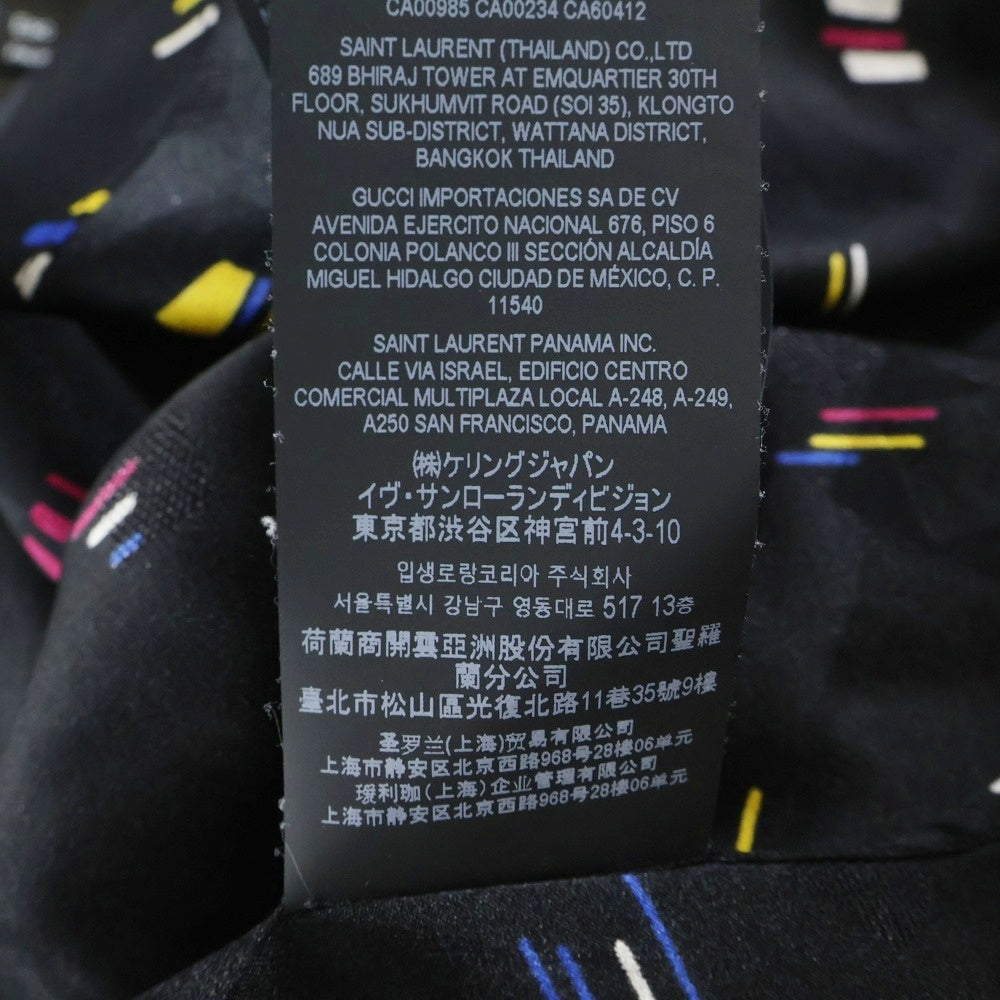 CA00985 CA00234 CA60412
SAINT LAURENT (THAILAND) CO.,LTD
689 BHIRAJ TOWER AT EMQUARTIER 30TH
FLOOR, SUKHUMVIT ROAD (SOI 35), KLONGTO
NUA SUB-DISTRICT, WATTANA DISTRICT,
BANGKOK THAILAND
GUCCI IMPORTACIONES SA DE CV
AVENIDA EJERCITO NACIONAL 676, PISO 6
COLONIA POLANCO III SECCIÓN ALCALDÍA
MIGUEL HIDALGO CIUDAD DE MÉXICO, C. P.
11540
SAINT LAURENT PANAMA INC.
CALLE VIA ISRAEL, EDIFICIO CENTRO
COMERCIAL MULTIPLAZA LOCAL A-248, A-249,
A250 SAN FRANCISCO, PANAMA
㈱ケリングジャパン
イヴ・サンローランディビジョン
東京都渋谷区神宮前4-3-10
입생로랑코리아 주식회사
서울특별시 강남구 영동대로 517 13층
荷蘭商開雲亞洲股份有限公司聖羅
蘭分公司
臺北市松山區光復北路11巷35號9樓
圣罗兰(上海)贸易有限公司
上海市静安区北京西路968号28楼06单元
瑷利珈(上海)企业管理有限公司
上海市静安区北京西路968号28楼06单元